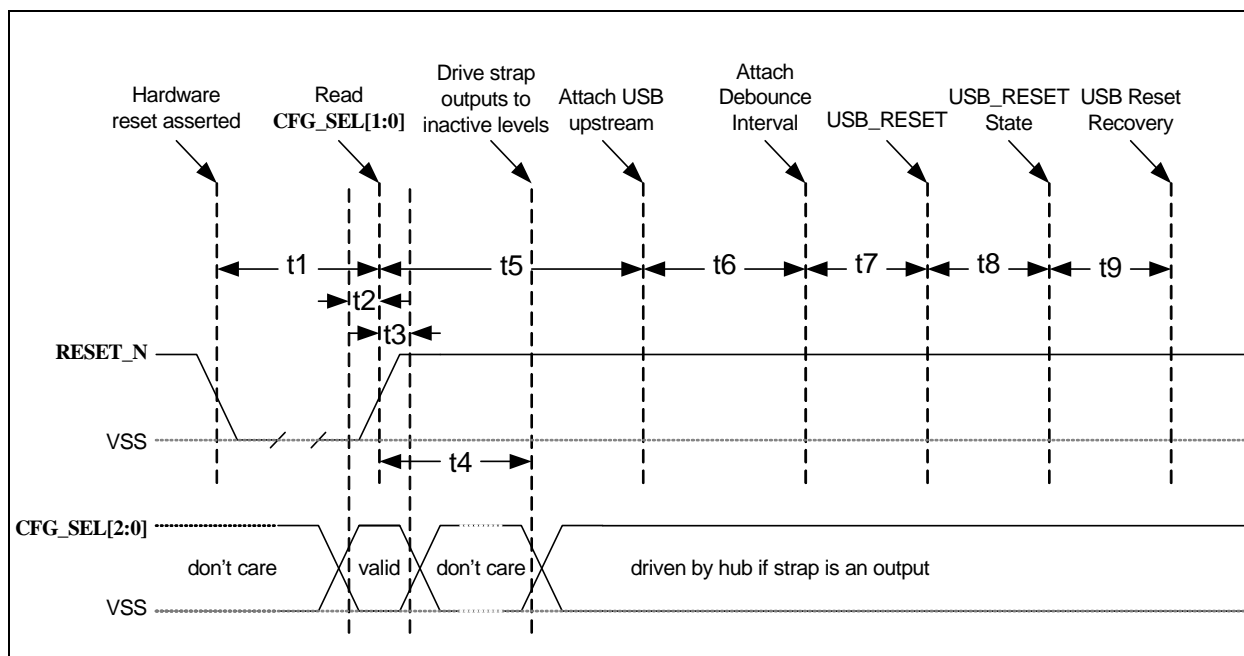 Hardware
reset asserted
Read
CFG_SEL[1:0]
Drive strap
outputs to
inactive levels
Attach USB
upstream
Attach
Debounce
Interval
USB_RESET
USB_RESET
State
USB Reset
Recovery
t1
t5
t6
t7
t8
t9
t2
t3
RESET_N
VSS
t4
CFG_SEL[2:0]
don't care
valid
don't care
driven by hub if strap is an output
VSS